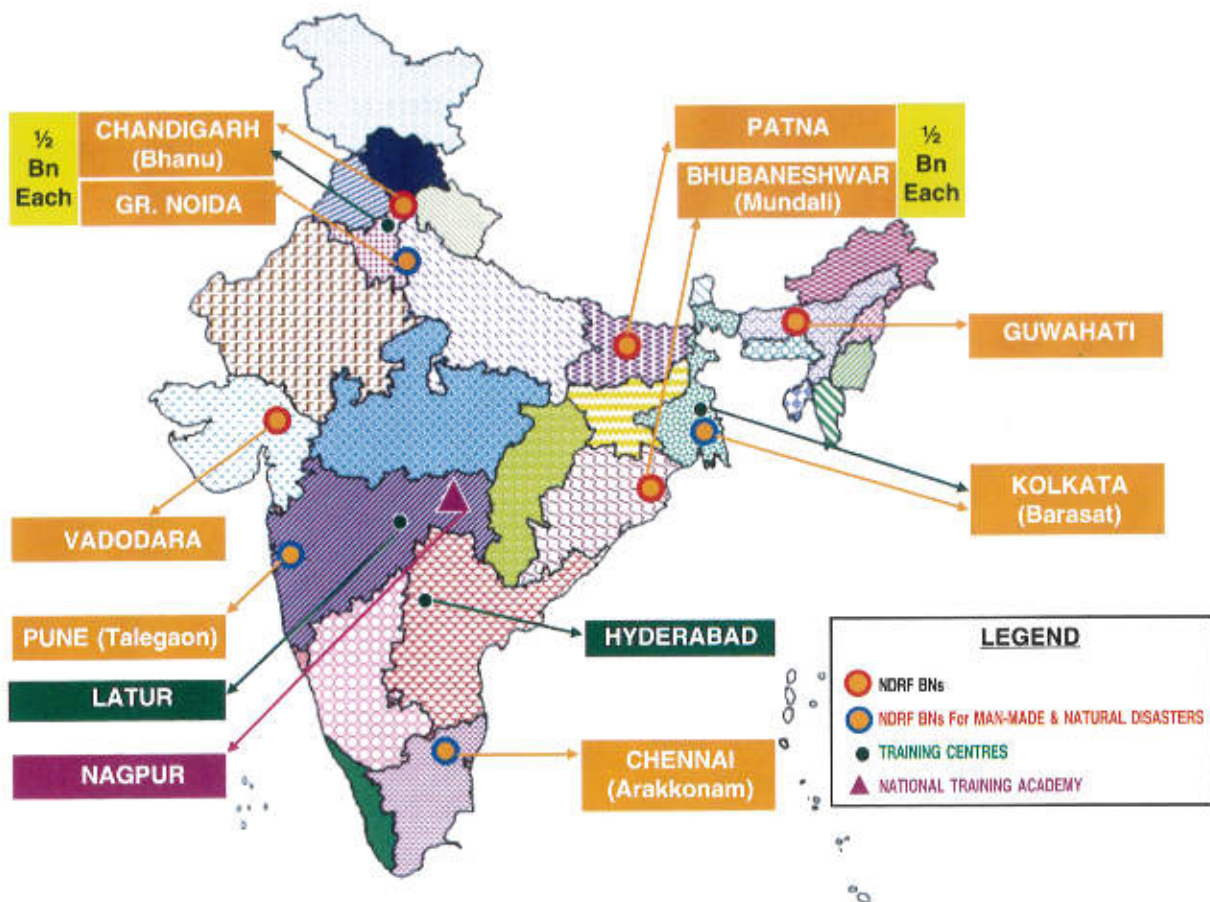 ½
Bn
Each
CHANDIGARH
(Bhanu)
GR. NOIDA
PATNA
BHUBANESHWAR
(Mundali)
½
Bn
Each
GUWAHATI
KOLKATA
(Barasat)
VADODARA
PUNE (Talegaon)
LATUR
NAGPUR
HYDERABAD
CHENNAI
(Arakkonam)
LEGEND
NDRF BNs
NDRF BNs For MAN-MADE & NATURAL DISASTERS
TRAINING CENTRES
NATIONAL TRAINING ACADEMY